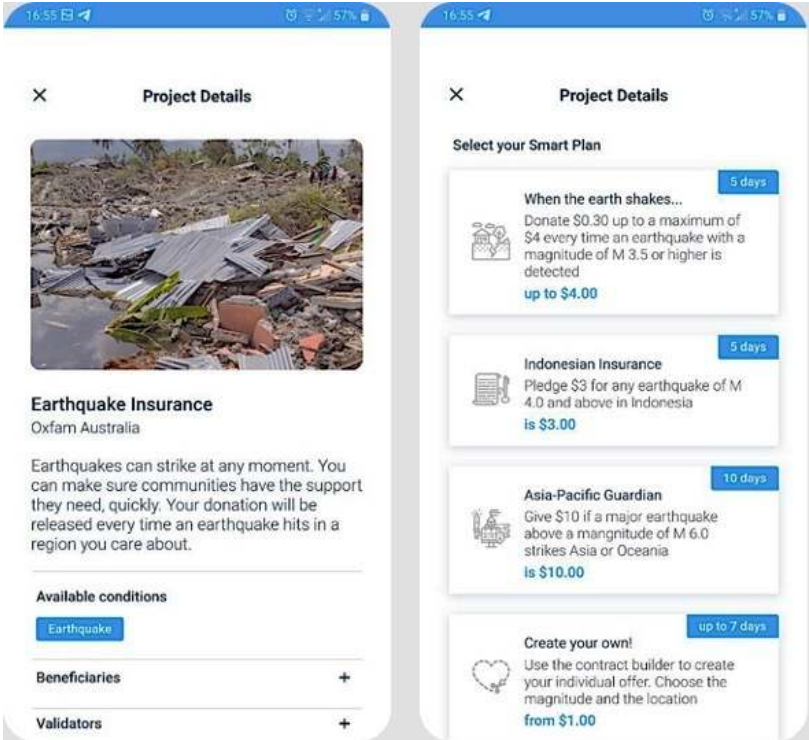 16:55
57%
Project Details
Earthquake Insurance
Oxfam Australia
Earthquakes can strike at any moment. You
can make sure communities have the support
they need, quickly. Your donation will be
released every time an earthquake hits in a
region you care about.
Available conditions
Earthquake
Beneficiaries +
Validators +
16:55
57%
Project Details
Select your Smart Plan
5 days
When the earth shakes...
Donate $0.30 up to a maximum of
$4 every time an earthquake with a
magnitude of M 3.5 or higher is
detected
up to $4.00
5 days
Indonesian Insurance
Pledge $3 for any earthquake of M
4.0 and above in Indonesia
is $3.00
10 days
Asia-Pacific Guardian
Give $10 if a major earthquake
above a mangnitude of M 6.0
strikes Asia or Oceania
is $10.00
up to 7 days
Create your own!
Use the contract builder to create
your individual offer. Choose the
magnitude and the location
from $1.00